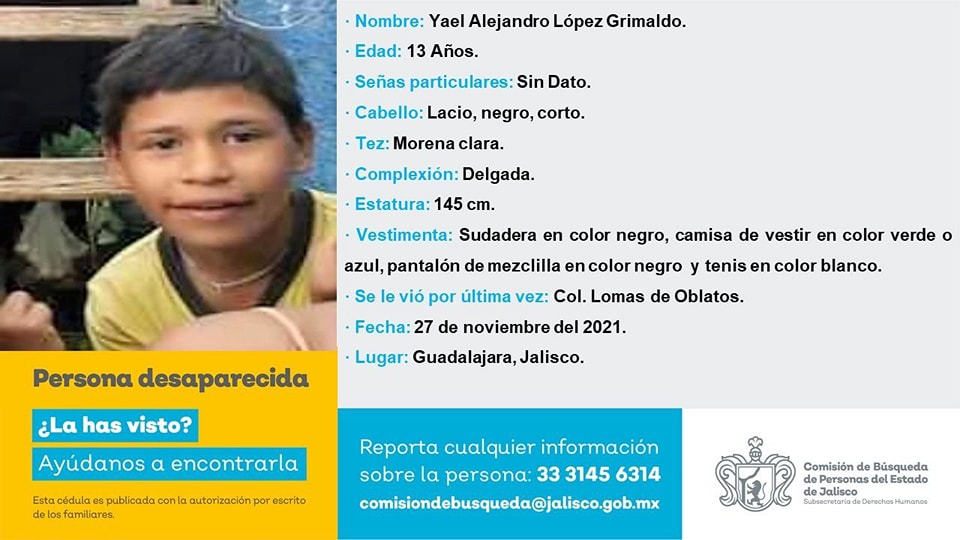 · Nombre: Yael Alejandro López Grimaldo.
· Edad: 13 Años.
· Señas particulares: Sin Dato.
· Cabello: Lacio, negro, corto.
· Tez: Morena clara.
· Complexión: Delgada.
· Estatura: 145 cm.
· Vestimenta: Sudadera en color negro, camisa de vestir en color verde o
azul, pantalón de mezclilla en color negro y tenis en color blanco.
· Se le vió por última vez: Col. Lomas de Oblatos.
· Fecha: 27 de noviembre del 2021.
· Lugar: Guadalajara, Jalisco.
Persona desaparecida
¿La has visto?
Ayúdanos a encontrarla
Esta cédula es publicada con la autorización por escrito
de los familiares.
Reporta cualquier información
sobre la persona: 33 3145 6314
comisiondebusqueda@jalisco.gob.mx
Comisión de Búsqueda
de Personas del Estado
de Jalisco
Subsecretaría de Derechos Humanos